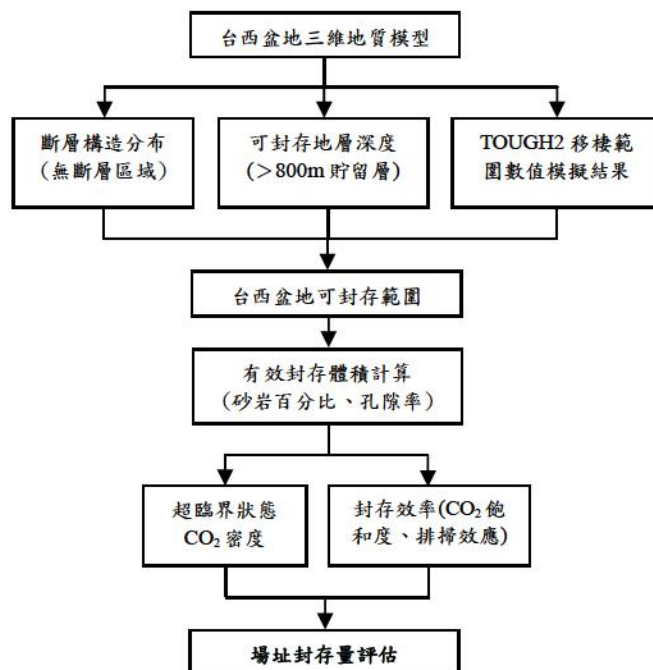 台西盆地三維地質模型
斷層構造分布
(無斷層區域)
可封存地層深度
(>800m 貯留層)
TOUGH2 移棲範
圍數值模擬結果
台西盆地可封存範圍
有效封存體積計算
(砂岩百分比、孔隙率)
超臨界狀態
CO₂ 密度
封存效率(CO₂ 飽
和度、排掃效應)
場址封存量評估